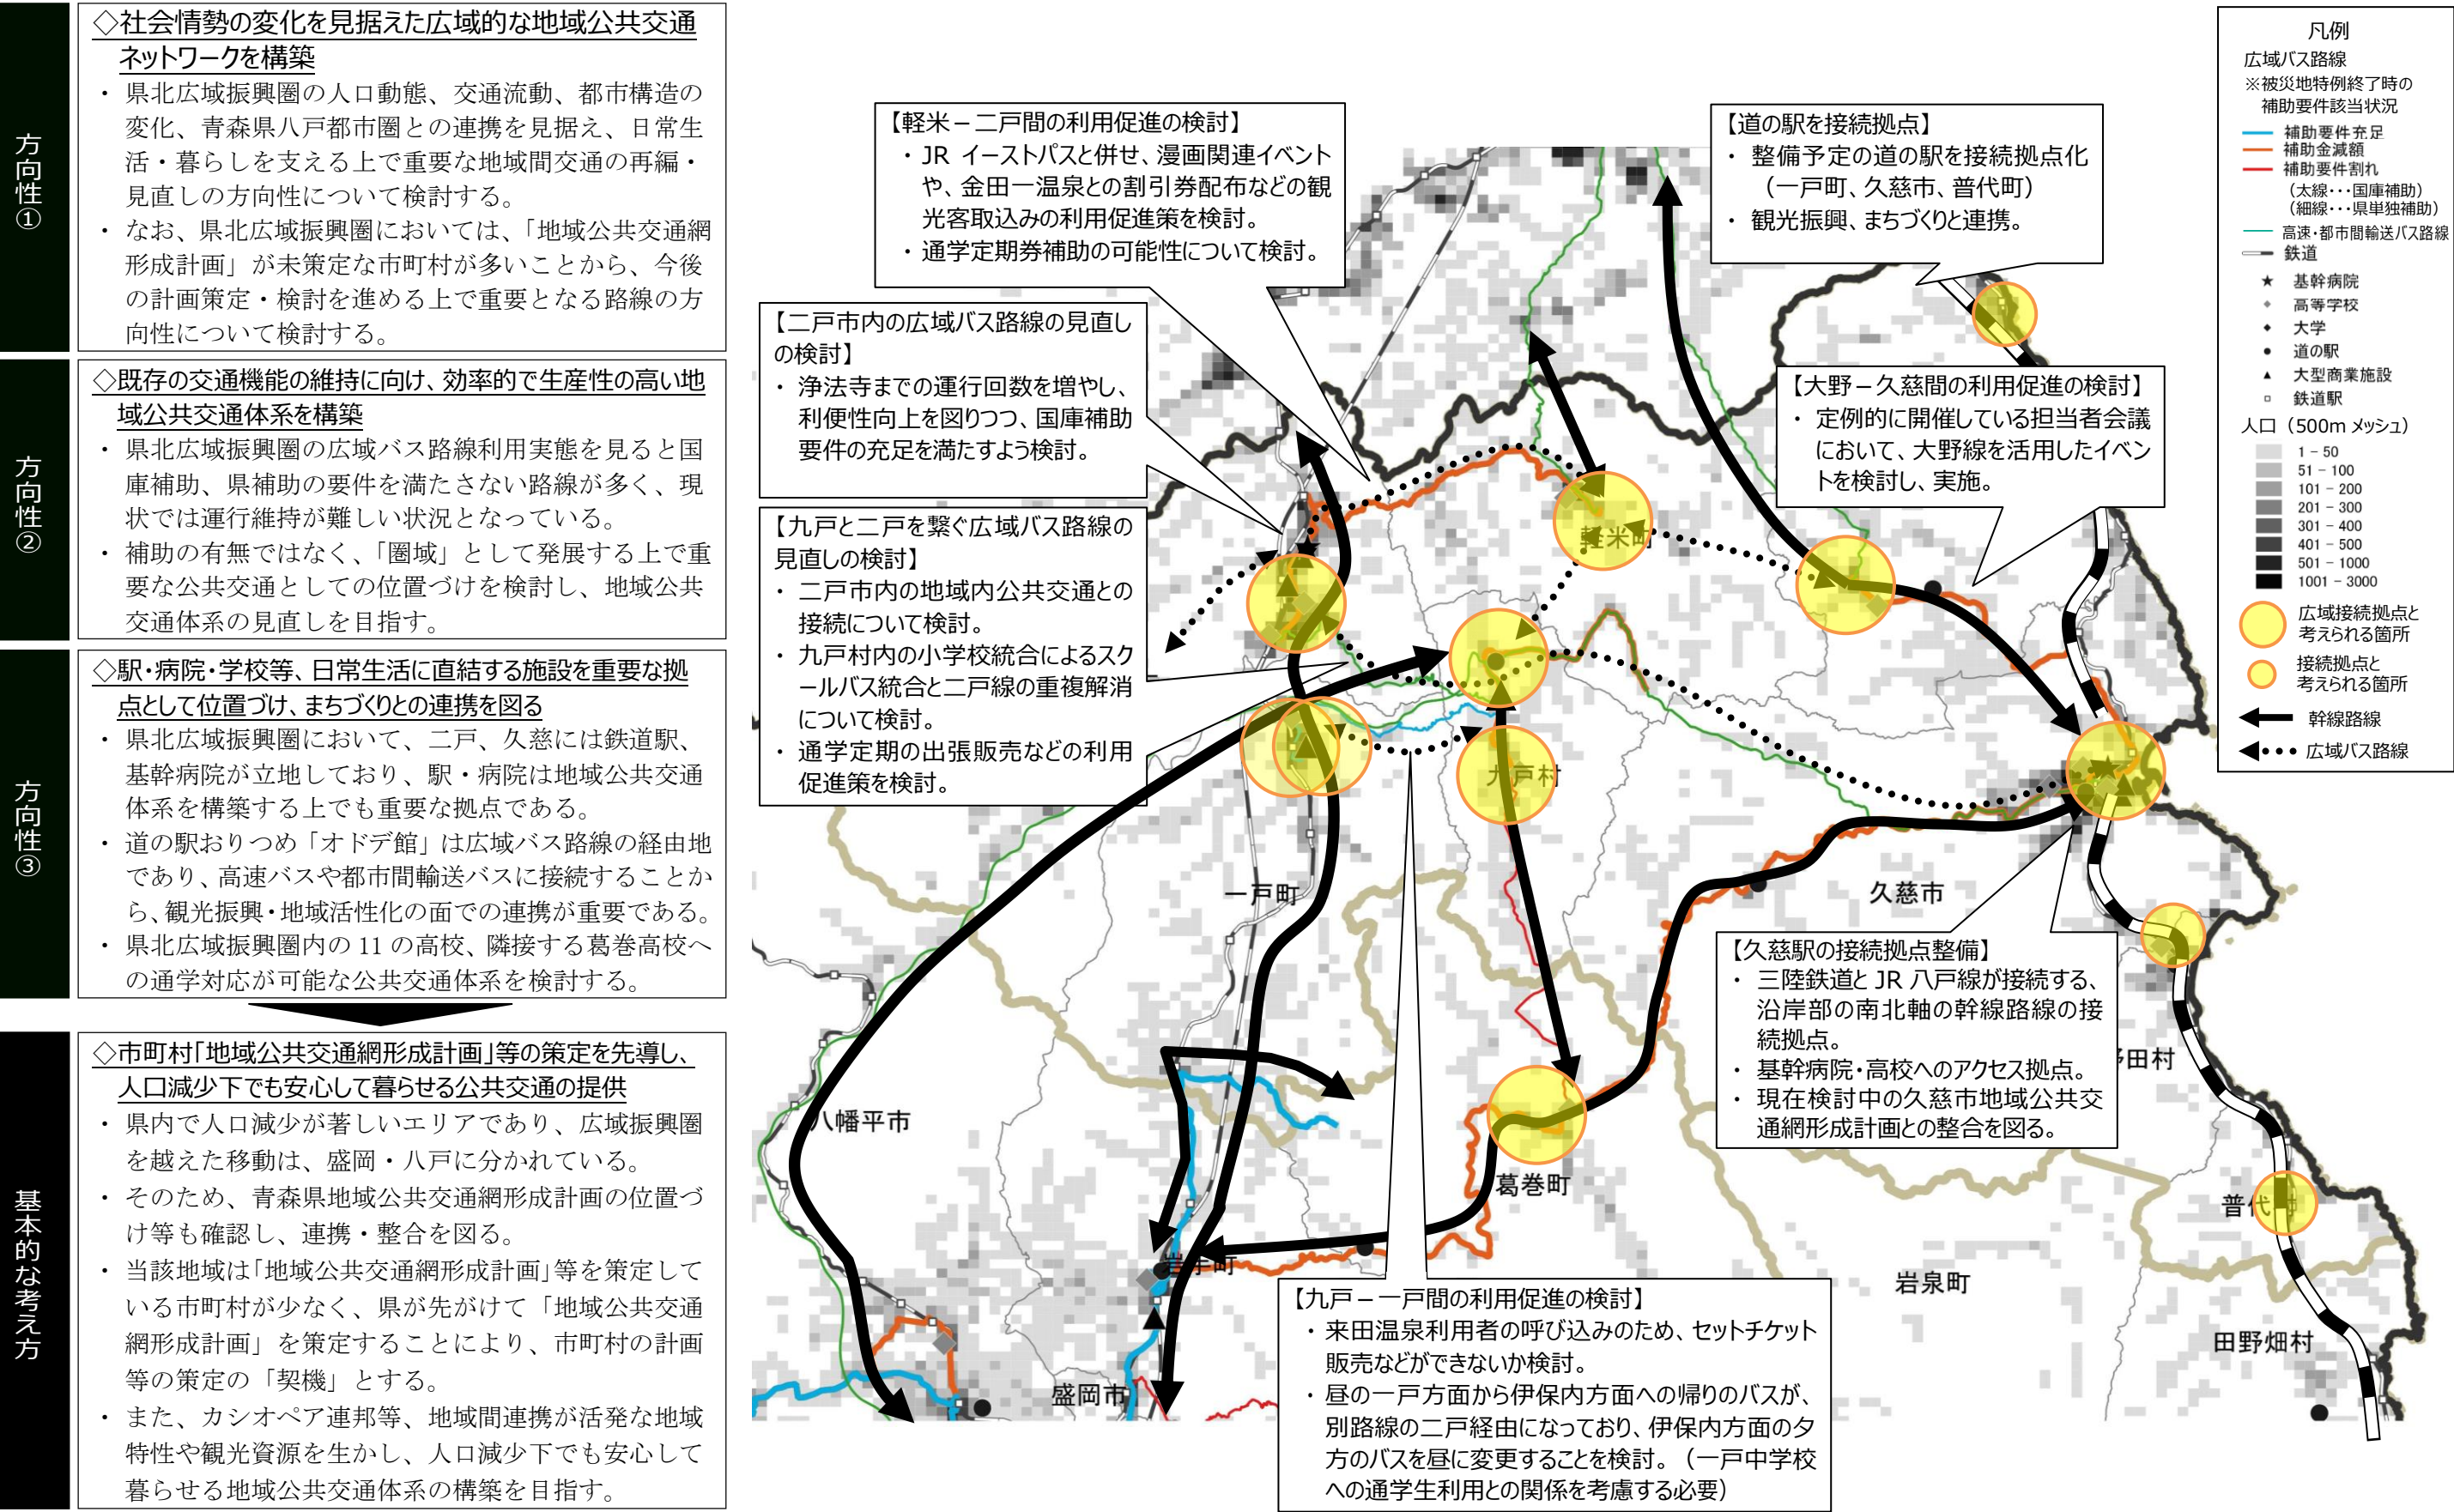 方向性①
◇社会情勢の変化を見据えた広域的な地域公共交通
ネットワークを構築
・ 県北広域振興圏の人口動態、交通流動、都市構造の
変化、青森県八戸都市圏との連携を見据え、日常生
活・暮らしを支える上で重要な地域間交通の再編・
見直しの方向性について検討する。
・ なお、県北広域振興圏においては、「地域公共交通網
形成計画」が未策定な市町村が多いことから、今後
の計画策定・検討を進める上で重要となる路線の方
向性について検討する。
方向性②
◇既存の交通機能の維持に向け、効率的で生産性の高い地
域公共交通体系を構築
・ 県北広域振興圏の広域バス路線利用実態を見ると国
庫補助、県補助の要件を満たさない路線が多く、現
状では運行維持が難しい状況となっている。
・ 補助の有無ではなく、「圏域」として発展する上で重
要な公共交通としての位置づけを検討し、地域公共
交通体系の見直しを目指す。
方向性③
◇駅・病院・学校等、日常生活に直結する施設を重要な拠
点として位置づけ、まちづくりとの連携を図る
・ 県北広域振興圏において、二戸、久慈には鉄道駅、
基幹病院が立地しており、駅・病院は地域公共交通
体系を構築する上でも重要な拠点である。
・ 道の駅おりつめ「オドデ館」は広域バス路線の経由地
であり、高速バスや都市間輸送バスに接続することか
ら、観光振興・地域活性化の面での連携が重要である。
・ 県北広域振興圏内の 11 の高校、隣接する葛巻高校へ
の通学対応が可能な公共交通体系を検討する。
基本的な考え方
◇市町村「地域公共交通網形成計画」等の策定を先導し、
人口減少下でも安心して暮らせる公共交通の提供
・ 県内で人口減少が著しいエリアであり、広域振興圏
を越えた移動は、盛岡・八戸に分かれている。
・ そのため、青森県地域公共交通網形成計画の位置づ
け等も確認し、連携・整合を図る。
・ 当該地域は「地域公共交通網形成計画」等を策定して
いる市町村が少なく、県が先がけて「地域公共交通
網形成計画」を策定することにより、市町村の計画
等の策定の「契機」とする。
・ また、カシオペア連邦等、地域間連携が活発な地域
特性や観光資源を生かし、人口減少下でも安心して
暮らせる地域公共交通体系の構築を目指す。
【軽米－二戸間の利用促進の検討】
・ JR イーストパスと併せ、漫画関連イベント
や、金田一温泉との割引券配布などの観
光客取込みの利用促進策を検討。
・ 通学定期券補助の可能性について検討。
【二戸市内の広域バス路線の見直し
の検討】
・ 浄法寺までの運行回数を増やし、
利便性向上を図りつつ、国庫補助
要件の充足を満たすよう検討。
【九戸と二戸を繋ぐ広域バス路線の
見直しの検討】
・ 二戸市内の地域内公共交通との
接続について検討。
・ 九戸村内の小学校統合によるスク
ールバス統合と二戸線の重複解消
について検討。
・ 通学定期の出張販売などの利用
促進策を検討。
【道の駅を接続拠点】
・ 整備予定の道の駅を接続拠点化
（一戸町、久慈市、普代町）
・ 観光振興、まちづくりと連携。
【大野－久慈間の利用促進の検討】
・ 定例的に開催している担当者会議
において、大野線を活用したイベン
トを検討し、実施。
【久慈駅の接続拠点整備】
・ 三陸鉄道と JR 八戸線が接続する、
沿岸部の南北軸の幹線路線の接
続拠点。
・ 基幹病院・高校へのアクセス拠点。
・ 現在検討中の久慈市地域公共交
通網形成計画との整合を図る。
【九戸－一戸間の利用促進の検討】
・ 来田温泉利用者の呼び込みのため、セットチケット
販売などができないか検討。
・ 昼の一戸方面から伊保内方面への帰りのバスが、
別路線の二戸経由になっており、伊保内方面の夕
方のバスを昼に変更することを検討。（一戸中学校
への通学生利用との関係を考慮する必要）
軽米町
九戸村
一戸町
久慈市
八幡平市
葛巻町
岩手町
盛岡市
田村
普代
岩泉町
田野畑村
凡例
広域バス路線
※被災地特例終了時の
補助要件該当状況
補助要件充足
補助金減額
補助要件割れ
（太線・・・国庫補助）
（細線・・・県単独補助）
高速・都市間輸送バス路線
鉄道
基幹病院
高等学校
大学
道の駅
大型商業施設
鉄道駅
人口（500m メッシュ）
1 － 50
51 － 100
101 － 200
201 － 300
301 － 400
401 － 500
501 － 1000
1001 － 3000
広域接続拠点と
考えられる箇所
接続拠点と
考えられる箇所
幹線路線
広域バス路線